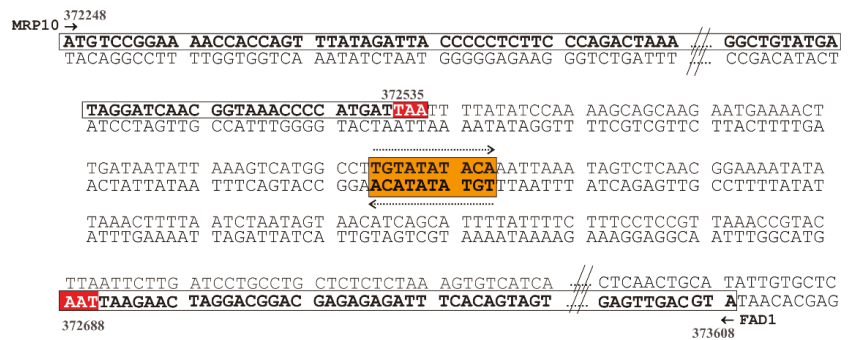 372248
MRP10 →
ATGTCCGGAA AACCACCAGT TTATAGATTA CCCCCTCTTC CCAGACTAAA ...... GGCTGTATGA
TACAGGCCTT TTGGTGGTCA AATATCTAAT GGGGGAGAAG GGTCTGATTT ...... CCGACATACT
372535
TAGGATCAAC GGTAAACCCC ATGATTAATT TTATATCCAA AAGCAGCAAG AATGAAAACT
ATCCTAGTTG CCATTTGGGG TACTAATTAA AATATAGGTT TTCGTCGTTC TTACTTTTGA
TGATAATATT AAAGTCATGG CCTTGTATAT ACAAATTAAA TAGTCTCAAC GGAAAATATA
ACTATTATAA TTTCAGTACC GGAACATATA TGTTTAATTT ATCAGAGTTG CCTTTTATAT
TAAACTTTTA ATCTAATAGT AACATCAGCA TTTTATTTTC TTTCCTCCGT TAAACCGTAC
ATTTGAAAAT TAGATTATCA TTGTAGTCGT AAAATAAAAG AAAGGAGGCA ATTTGGCATG
TTAATTCTTG ATCCTGCCTG CTCTCTCTAA AGTGTCATCA ...... CTCAACTGCA TATTGTGCTC
AATTAAGAAC TAGGACGGAC GAGAGAGATT TCACAGTAGT ...... GAGTTGACGT ATAACACGAG
372688
373608
← FAD1